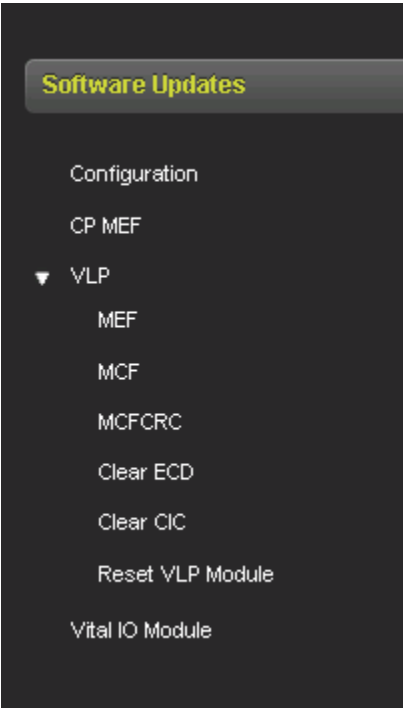 Software Updates
Configuration
CP MEF
VLP
MEF
MCF
MCFCRC
Clear ECD
Clear CIC
Reset VLP Module
Vital IO Module